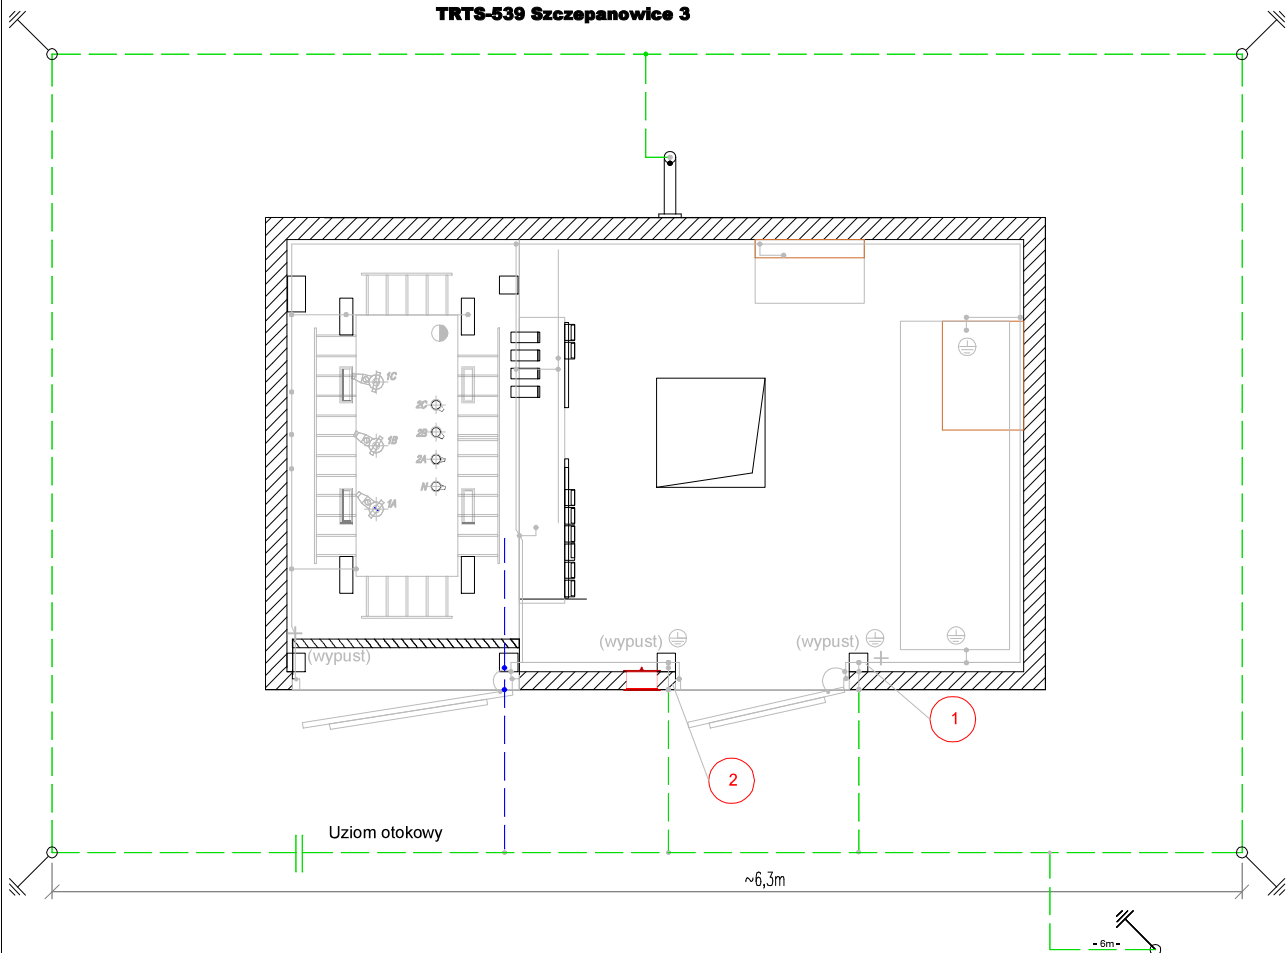 TRTS-539 Szczepanowice 3
1C
2C
2B
1B
2A
N
1A
(wypust)
(wypust)
(wypust)
1
2
Uziom otokowy
~6,3m
- 6m -